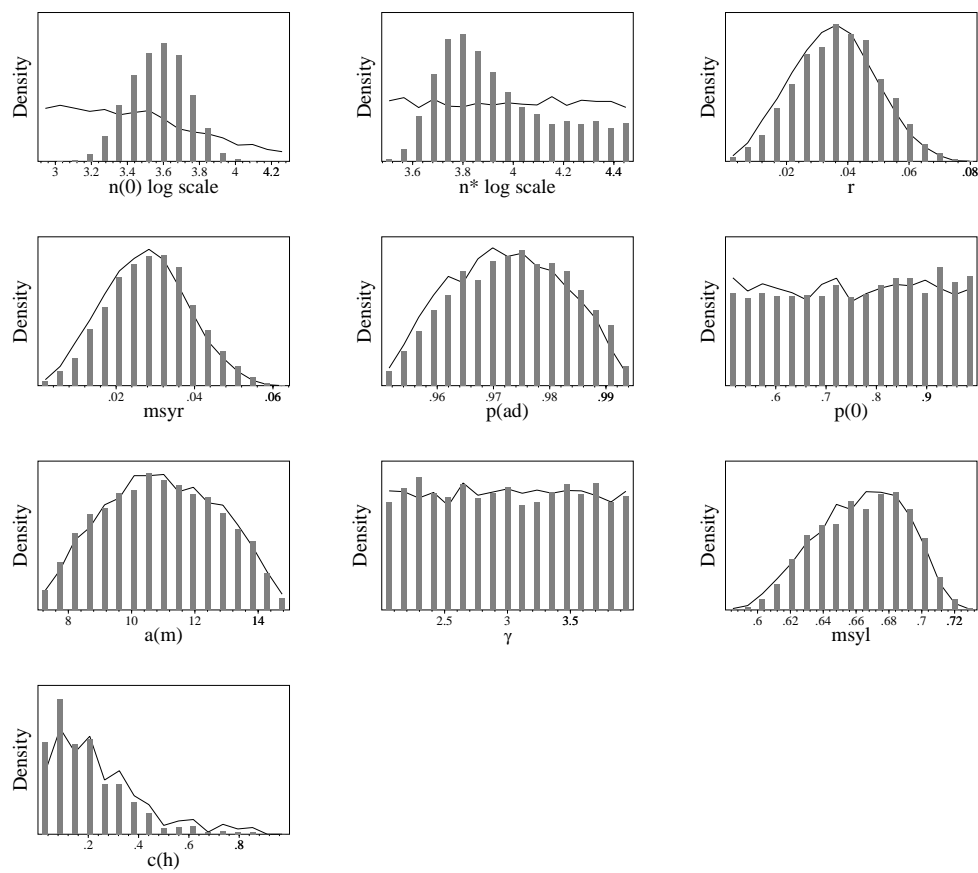 Density
3 3.2 3.4 3.6 3.8 4 4.2
n(0) log scale
Density
3.6 3.8 4 4.2 4.4
n* log scale
Density
.02 .04 .06 .08
r
Density
.02 .04 .06
msyr
Density
.96 .97 .98 .99
p(ad)
Density
.6 .7 .8 .9
p(0)
Density
8 10 12 14
a(m)
Density
2.5 3 3.5
γ
Density
.6 .62 .64 .66 .68 .7 .72
msyl
Density
.2 .4 .6 .8
c(h)